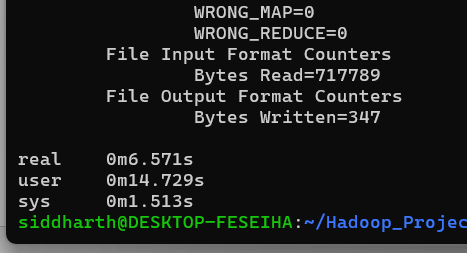 WRONG_MAP=0
WRONG_REDUCE=0
File Input Format Counters
Bytes Read=717789
File Output Format Counters
Bytes Written=347
real 0m6.571s
user 0m14.729s
sys 0m1.513s
siddharth@DESKTOP-FESEIHA:~/Hadoop_Projec